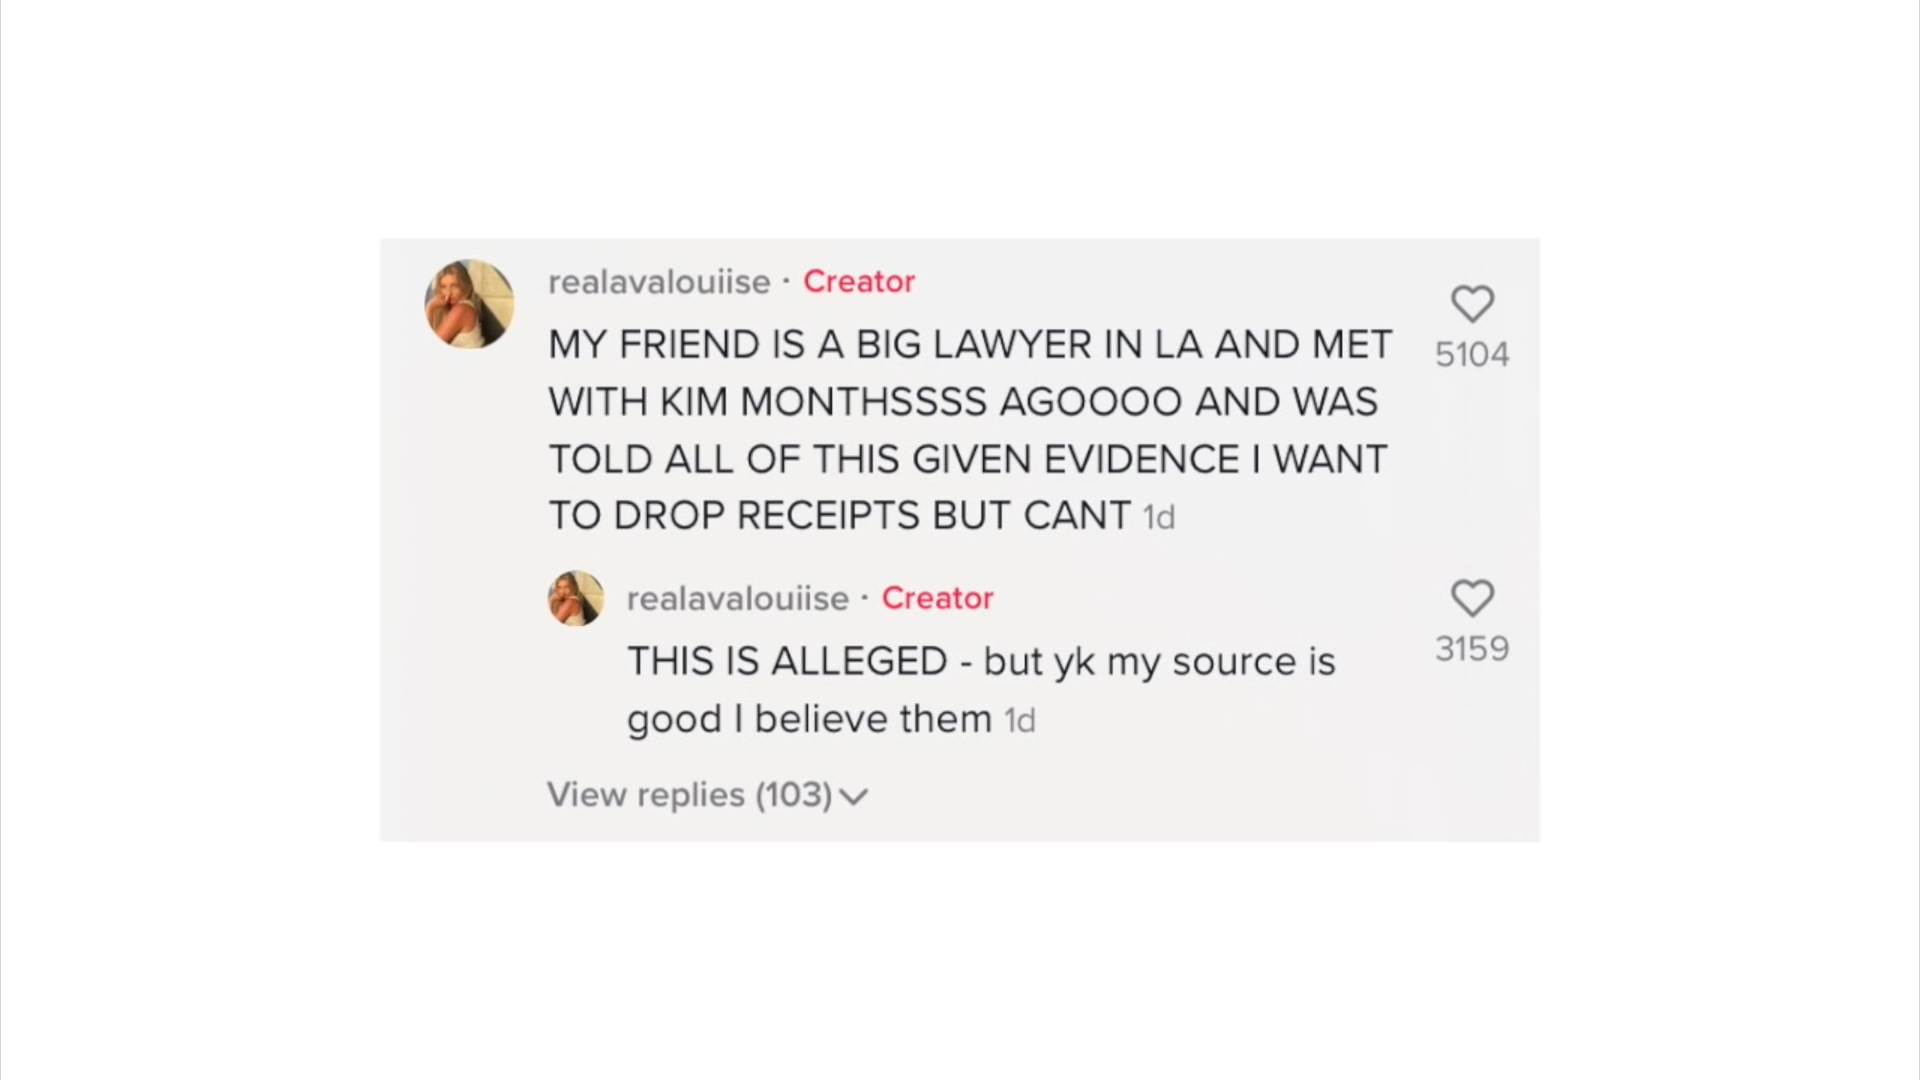 realavalouiise · Creator
MY FRIEND IS A BIG LAWYER IN LA AND MET
WITH KIM MONTHSSSS AGOOOO AND WAS
TOLD ALL OF THIS GIVEN EVIDENCE I WANT
TO DROP RECEIPTS BUT CANT 1d
5104
realavalouiise · Creator
THIS IS ALLEGED - but yk my source is
good I believe them 1d
3159
View replies (103)